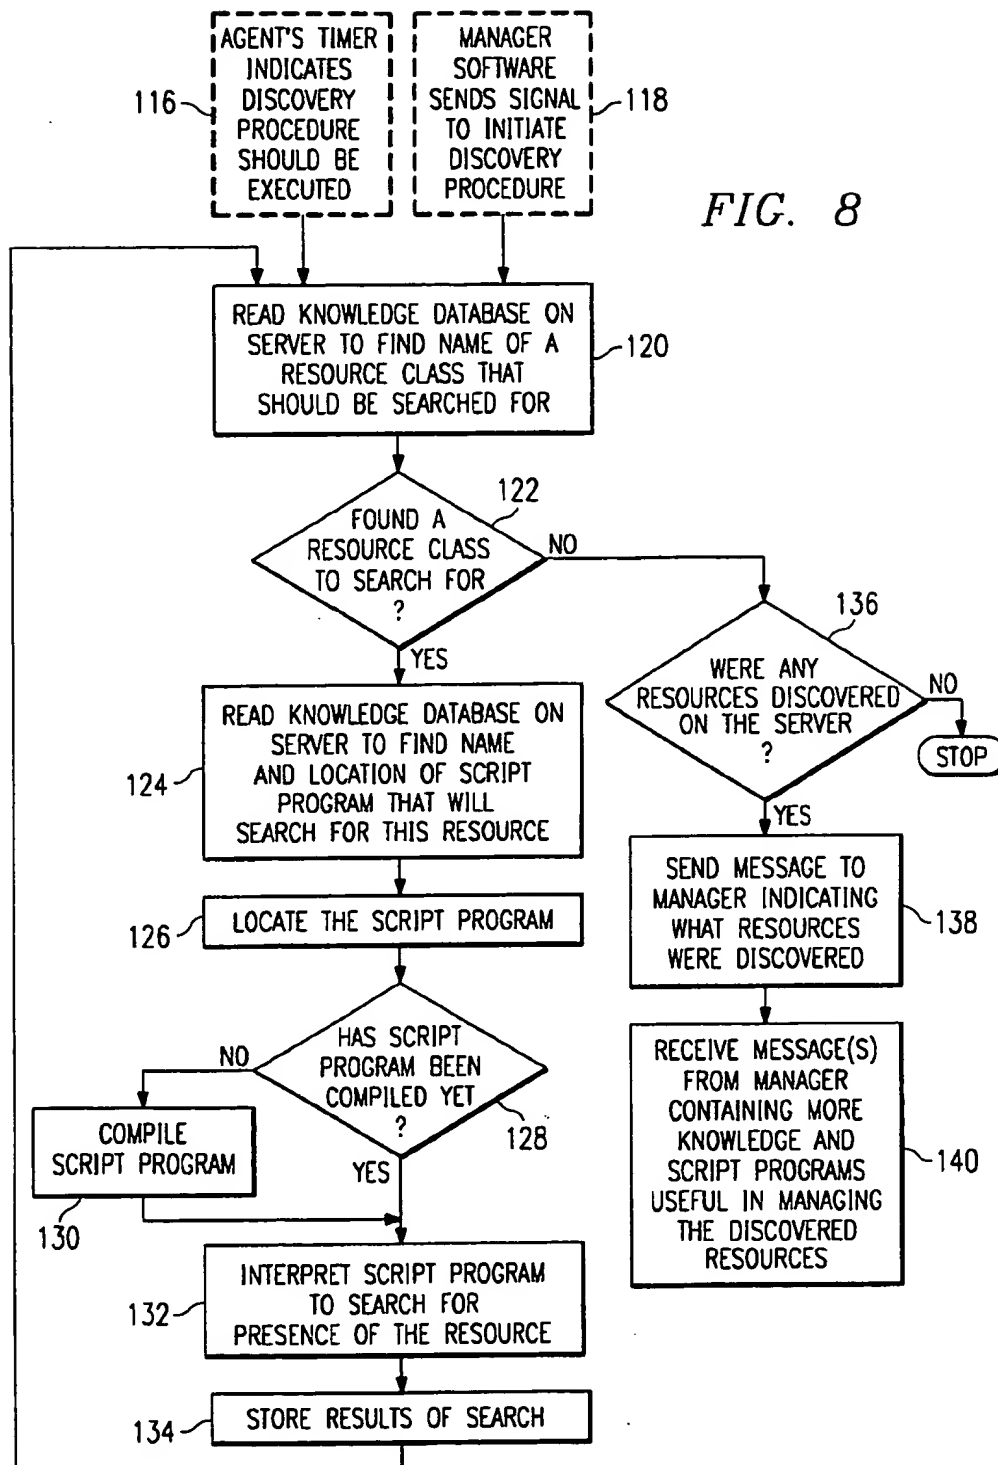 AGENT'S TIMER
INDICATES
DISCOVERY
PROCEDURE
SHOULD BE
EXECUTED
116
MANAGER
SOFTWARE
SENDS SIGNAL
TO INITIATE
DISCOVERY
PROCEDURE
118
FIG. 8
READ KNOWLEDGE DATABASE ON
SERVER TO FIND NAME OF A
RESOURCE CLASS THAT
SHOULD BE SEARCHED FOR
120
122
FOUND A
RESOURCE CLASS
TO SEARCH FOR
?
NO
YES
136
WERE ANY
RESOURCES DISCOVERED
ON THE SERVER
?
NO
STOP
YES
READ KNOWLEDGE DATABASE ON
SERVER TO FIND NAME
AND LOCATION OF SCRIPT
PROGRAM THAT WILL
SEARCH FOR THIS RESOURCE
124
SEND MESSAGE TO
MANAGER INDICATING
WHAT RESOURCES
WERE DISCOVERED
138
LOCATE THE SCRIPT PROGRAM
126
HAS SCRIPT
PROGRAM BEEN
COMPILED YET
?
128
NO
YES
COMPILE
SCRIPT PROGRAM
130
RECEIVE MESSAGE(S)
FROM MANAGER
CONTAINING MORE
KNOWLEDGE AND
SCRIPT PROGRAMS
USEFUL IN MANAGING
THE DISCOVERED
RESOURCES
140
INTERPRET SCRIPT PROGRAM
TO SEARCH FOR
PRESENCE OF THE RESOURCE
132
STORE RESULTS OF SEARCH
134